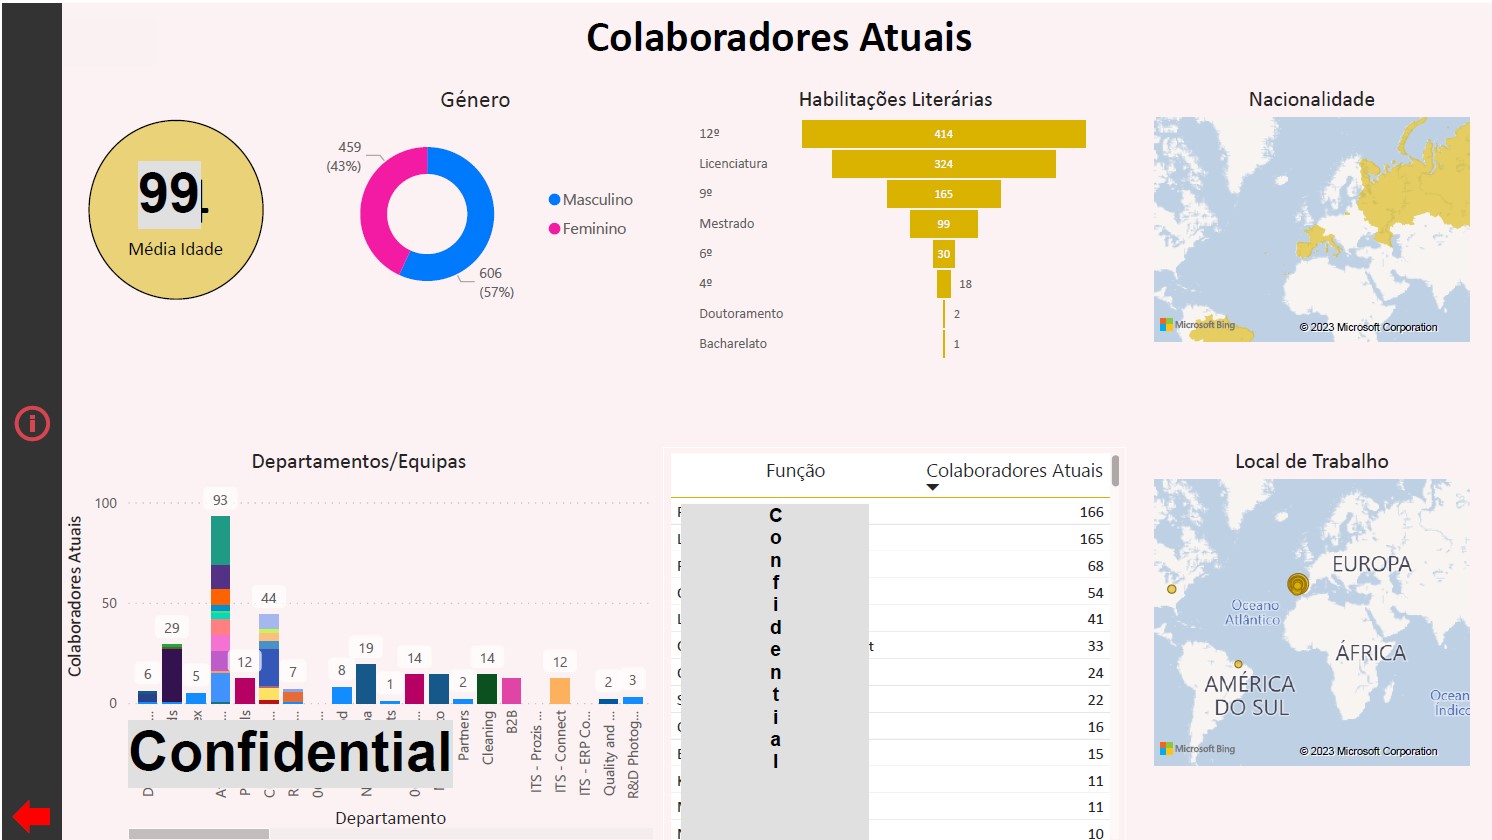 Colaboradores Atuais
99
Média Idade
Género
459
(43%)
606
(57%)
Masculino
Feminino
Habilitações Literárias
12º 414
Licenciatura 324
9º 165
Mestrado 99
6º 30
4º 18
Doutoramento 2
Bacharelato 1
Nacionalidade
Microsoft Bing
© 2023 Microsoft Corporation
Departamentos/Equipas
Colaboradores Atuais
100
50
0
6
29
5
93
12
44
7
8
19
1
14
2
14
12
2
3
Partners
Cleaning
B2B
ITS - Prozis ...
ITS - Connect
ITS - ERP Co...
Quality and ...
R&D Photog...
Confidential
Departamento
Função Colaboradores Atuais
Confidential
166
165
68
54
41
33
24
22
16
15
11
11
10
Local de Trabalho
EUROPA
Oceano
Atlântico
ÁFRICA
AMÉRICA
DO SUL
Ocean
Índico
Microsoft Bing
© 2023 Microsoft Corporation